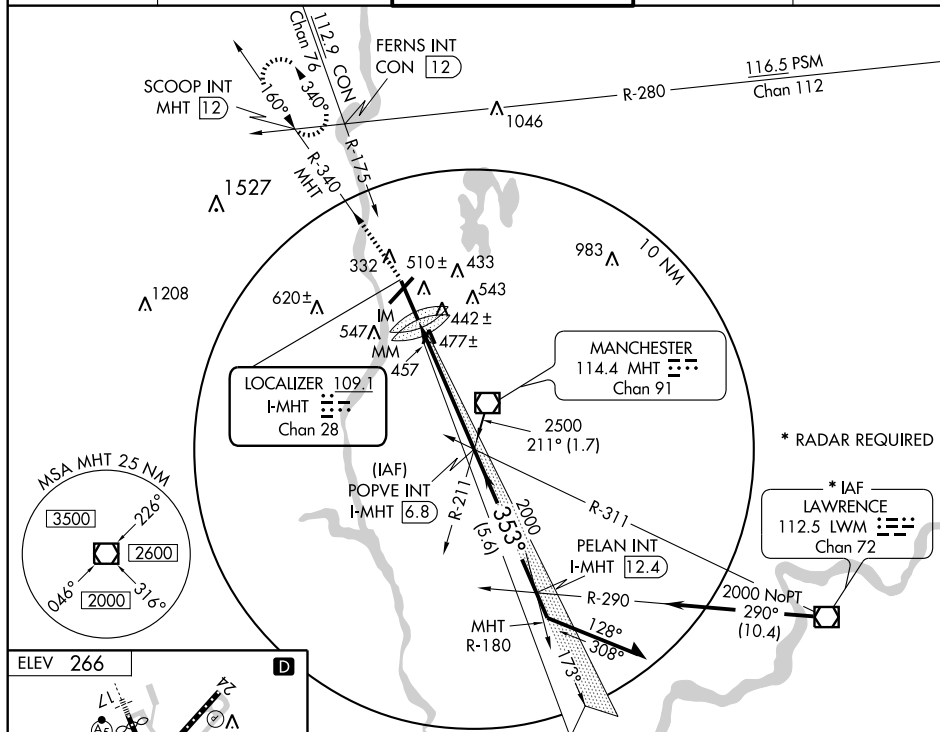 112.9 CON
Chan 76
FERNS INT
CON 12
SCOOP INT
MHT 12
160°
340°
116.5 PSM
R-280
Chan 112
1046
R-175
R-340
MHT
1527
10 NM
332
510±
433
983
1208
620±
543
IM
442±
547
477±
MM
457
LOCALIZER 109.1
I-MHT
Chan 28
MANCHESTER
114.4 MHT
Chan 91
2500
211° (1.7)
* RADAR REQUIRED
MSA MHT 25 NM
3500
226°
2600
046°
2000
316°
(IAF)
POPVE INT
I-MHT 6.8
R-211
353°
2000
(5.6)
R-311
* IAF
LAWRENCE
112.5 LWM
Chan 72
PELAN INT
I-MHT 12.4
R-290
2000 NoPT
290°
(10.4)
MHT
R-180
128°
308°
173°
ELEV 266
D
17
24
A5
P